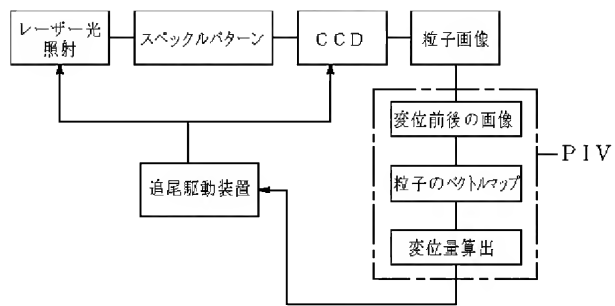 レーザー光
照射
スペックルパターン
CCD
粒子画像
変位前後の画像
粒子のベクトルマップ
変位量算出
PIV
追尾駆動装置